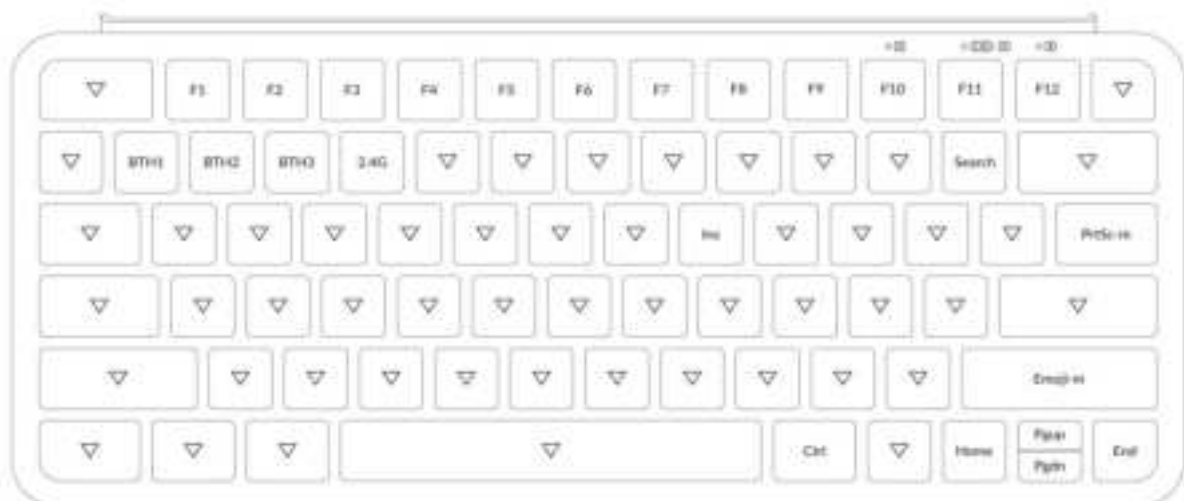 F1 F2 F3 F4 F5 F6 F7 F8 F9 F10 F11 F12
BTH1 BTH2 BTH3 2.4G Search
Ins PrtSc-m
Emoji-m
Ctrl Home PgUp End
PgDn